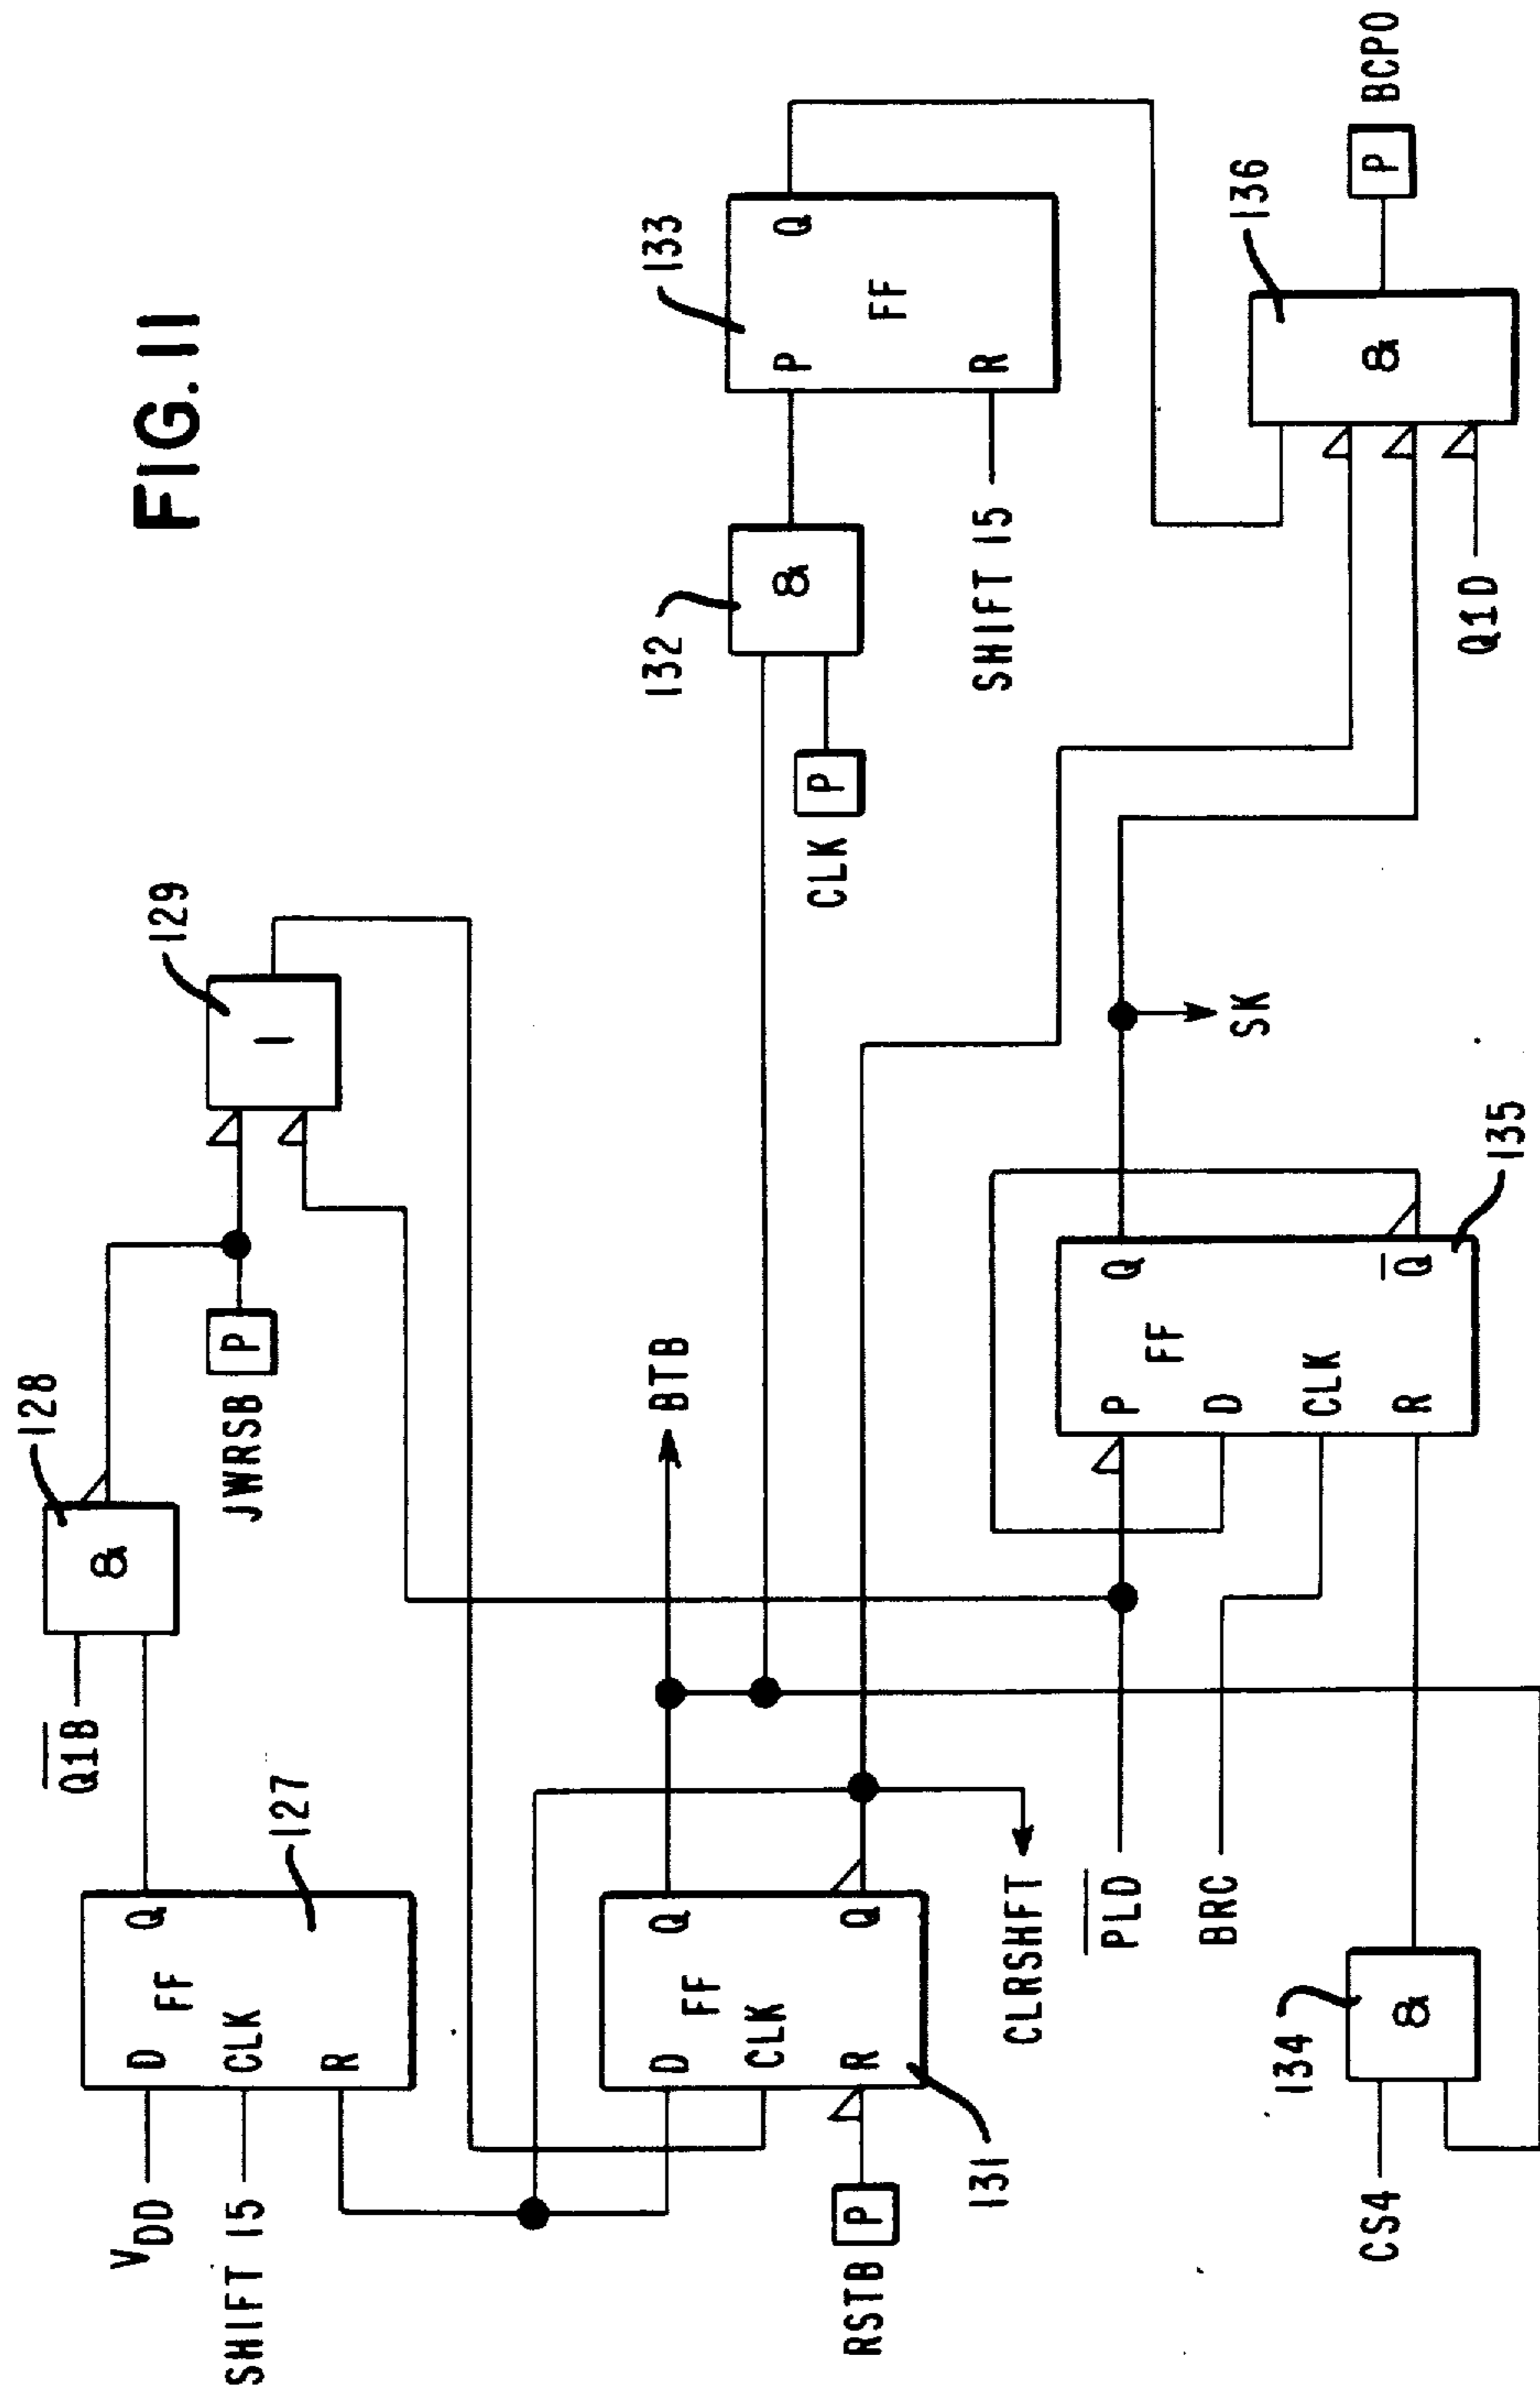 FIG. 11
128
129
Q1B
&
JWRSB
P
1
127
VDD
D
Q
FF
SHIFT 15
CLK
R
BTB
D
Q
FF
CLK
R
Q
RSTB
P
131
CLRSHFT
132
&
CLK
P
133
P
Q
FF
R
SHIFT 15
PLD
BRC
P
Q
FF
D
CLK
R
Q
135
SK
134
CS4
&
136
&
Q1D
P
BCPO